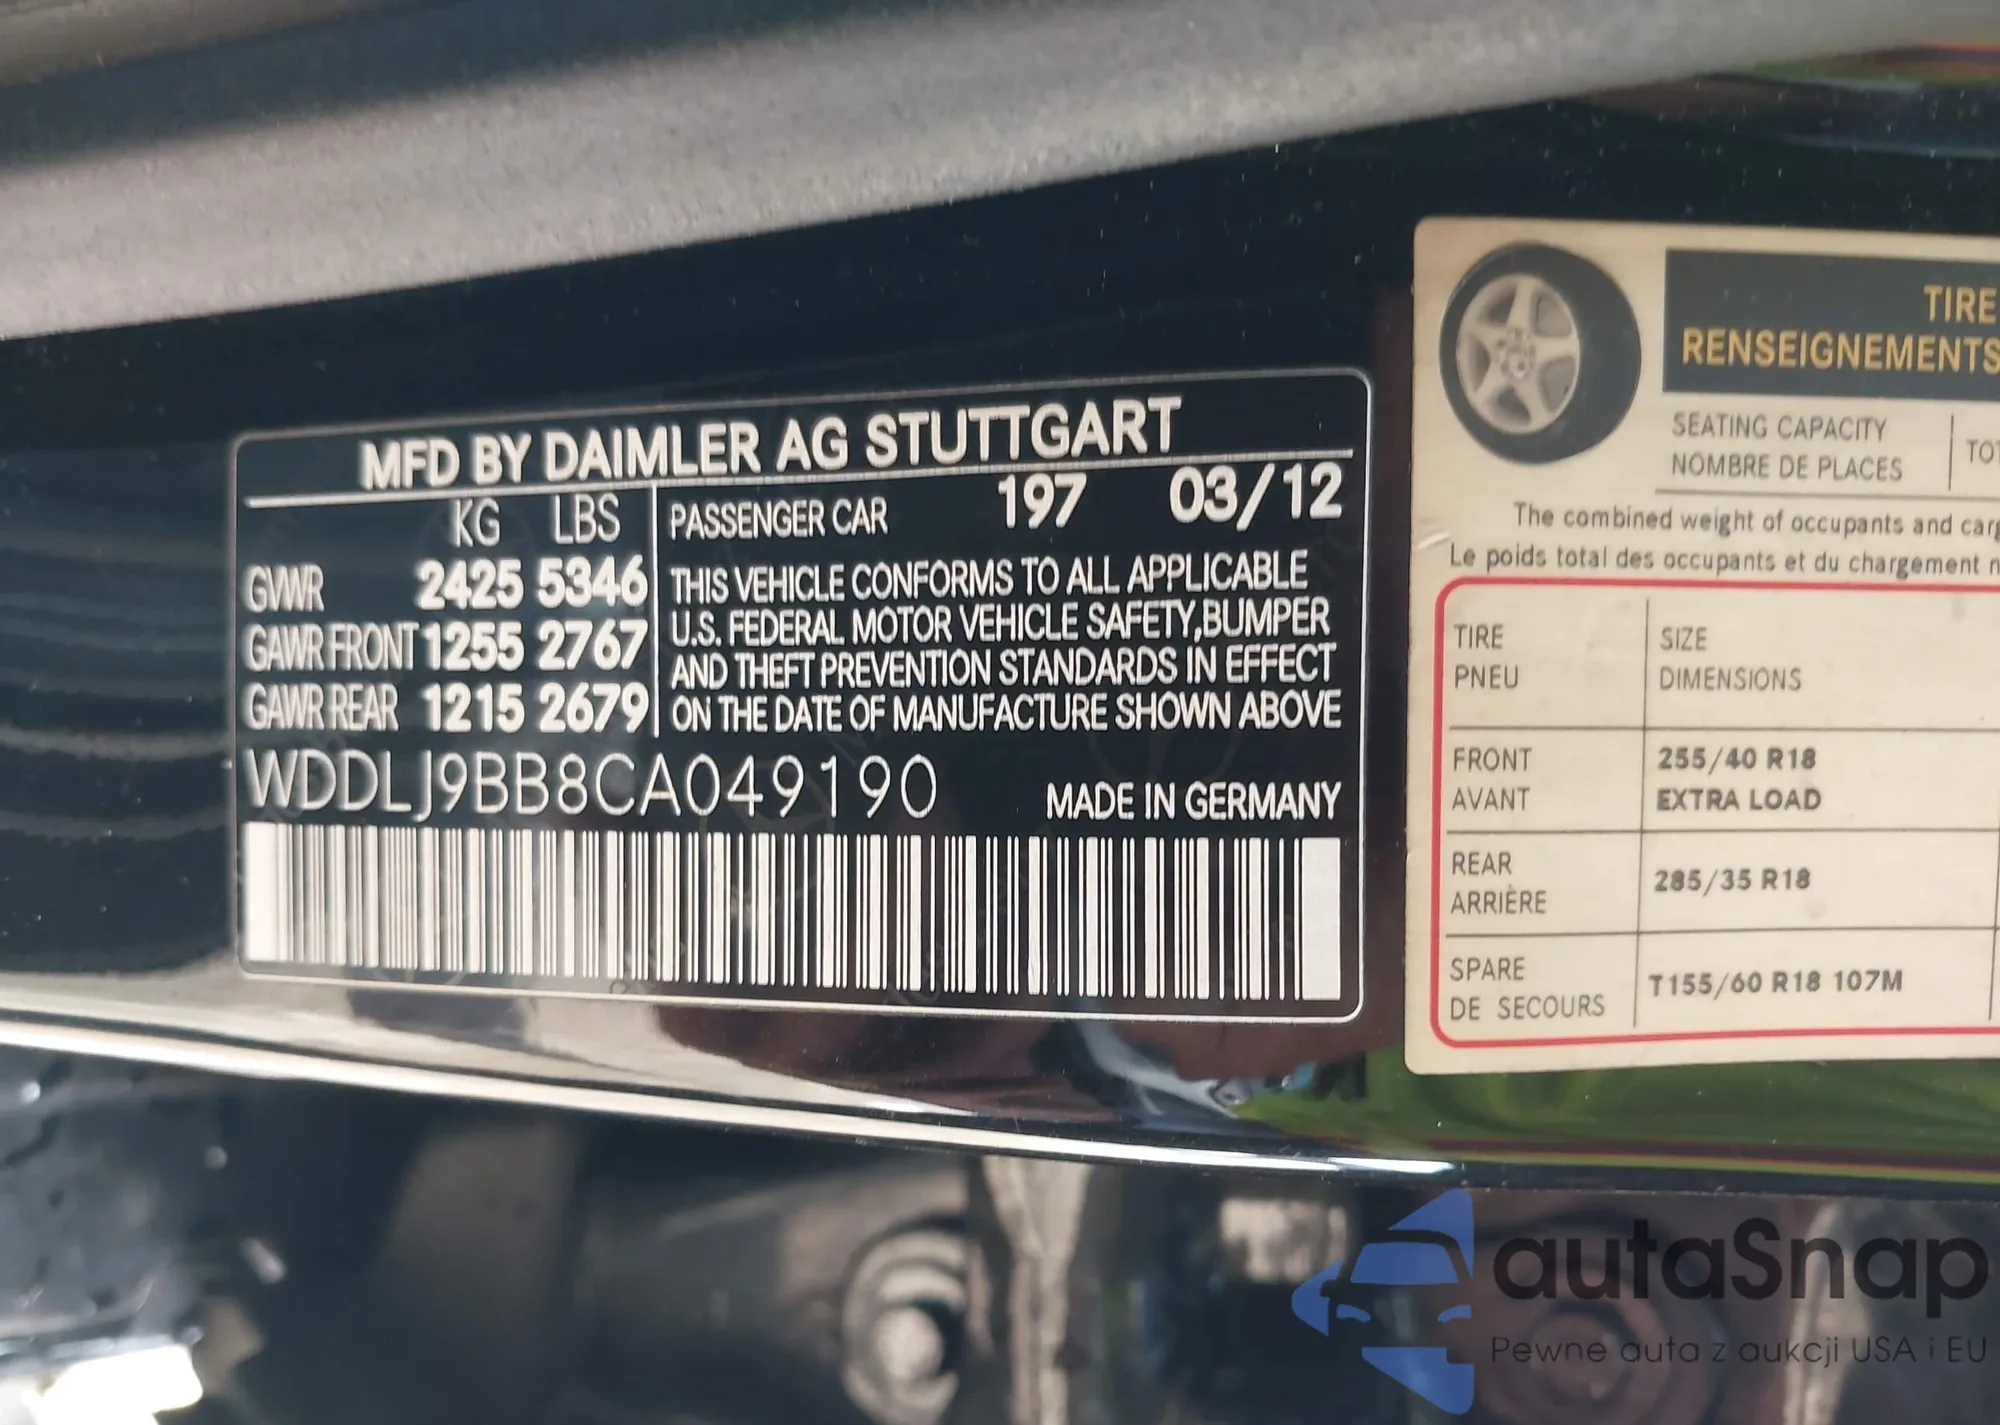 MFD BY DAIMLER AG STUTTGART
KG LBS
GVWR 2425 5346
GAWR FRONT 1255 2767
GAWR REAR 1215 2679
PASSENGER CAR 197 03/12
THIS VEHICLE CONFORMS TO ALL APPLICABLE
U.S. FEDERAL MOTOR VEHICLE SAFETY, BUMPER
AND THEFT PREVENTION STANDARDS IN EFFECT
ON THE DATE OF MANUFACTURE SHOWN ABOVE
WDDLJ9BB8CA049190
MADE IN GERMANY
TIRE
RENSEIGNEMENTS
SEATING CAPACITY
NOMBRE DE PLACES
TOT
The combined weight of occupants and carg
Le poids total des occupants et du chargement n
TIRE SIZE
PNEU DIMENSIONS
FRONT 255/40 R18
AVANT EXTRA LOAD
REAR 285/35 R18
ARRIÈRE
SPARE T155/60 R18 107M
DE SECOURS
autaSnap
Pewne auta z aukcji USA i EU